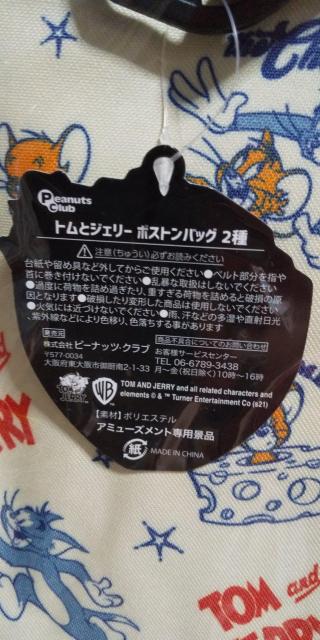 Peanuts Club
トムとジェリー ボストンバッグ 2種
注意(ちゅうい)必ずお読みください
台紙や留め具など外してからご使用ください●ベルト部分を指や
首に巻き付けないでください●乱暴な取扱はしないでください
●過度に荷物を詰め過ぎたり、重すぎる荷物を詰めると破損の原
因となります●破損したり変形した商品は使用しないでください
●火気には近づけないでください●雨、汗などの多湿や直射日光
、紫外線などにより色移り、色落ちする事があります
発売元
株式会社ピーナッツ・クラブ
〒577-0034
大阪府東大阪市御厨南2-1-33
商品不具合についてのお問い合わせ
お客様サービスセンター
TEL 06-6789-3438
月〜金(祝日除く)10時〜16時
TOM AND JERRY and all related characters and
elements © & ™ Turner Entertainment Co (s21)
【素材】ポリエステル
アミューズメント専用景品
紙
MADE IN CHINA
TOM and